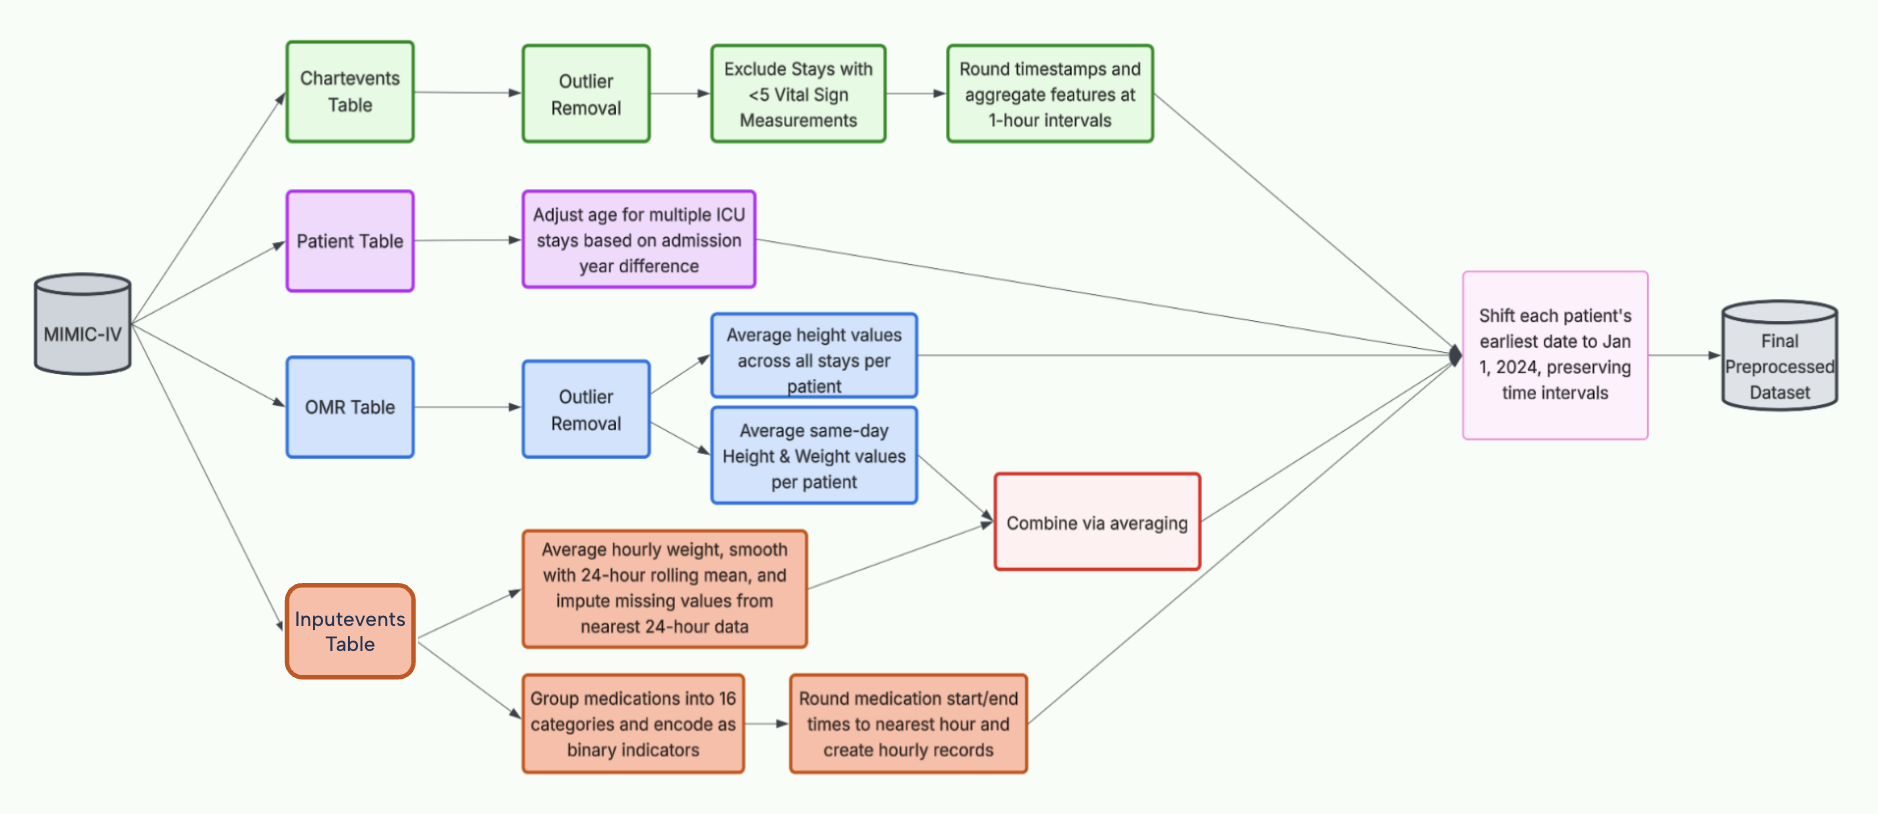 MIMIC-IV
Chartevents
Table
Outlier
Removal
Exclude Stays with
<5 Vital Sign
Measurements
Round timestamps and
aggregate features at
1-hour intervals
Patient Table
Adjust age for multiple ICU
stays based on admission
year difference
OMR Table
Outlier
Removal
Average height values
across all stays per
patient
Average same-day
Height & Weight values
per patient
Inputevents
Table
Average hourly weight, smooth
with 24-hour rolling mean, and
impute missing values from
nearest 24-hour data
Combine via averaging
Group medications into 16
categories and encode as
binary indicators
Round medication start/end
times to nearest hour and
create hourly records
Shift each patient's
earliest date to Jan
1, 2024, preserving
time intervals
Final
Preprocessed
Dataset